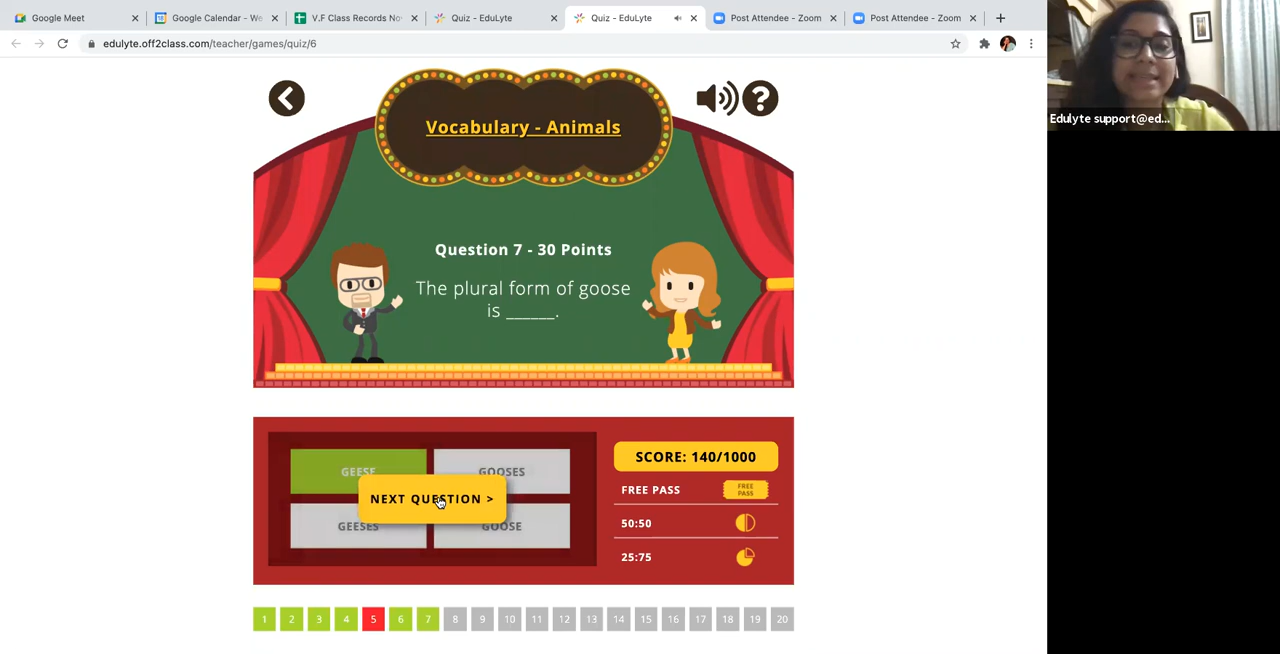 Google Meet
Google Calendar - We
V.F Class Records No
Quiz - EduLyte
Quiz - EduLyte
Post Attendee - Zoom
Post Attendee - Zoom
edulyte.off2class.com/teacher/games/quiz/6
Edulyte support@ed...
Vocabulary - Animals
?
Question 7 - 30 Points
The plural form of goose
is ______.
GEESE
GOOSES
NEXT QUESTION >
GEESES
GOOSE
SCORE: 140/1000
FREE PASS
FREE
PASS
50:50
25:75
1 2 3 4 5 6 7 8 9 10 11 12 13 14 15 16 17 18 19 20